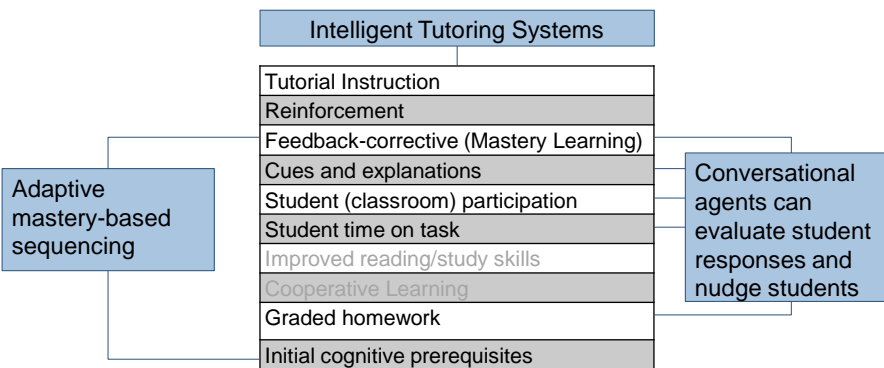 Intelligent Tutoring Systems
Tutorial Instruction
Reinforcement
Feedback-corrective (Mastery Learning)
Cues and explanations
Student (classroom) participation
Student time on task
Improved reading/study skills
Cooperative Learning
Graded homework
Initial cognitive prerequisites
Adaptive
mastery-based
sequencing
Conversational
agents can
evaluate student
responses and
nudge students